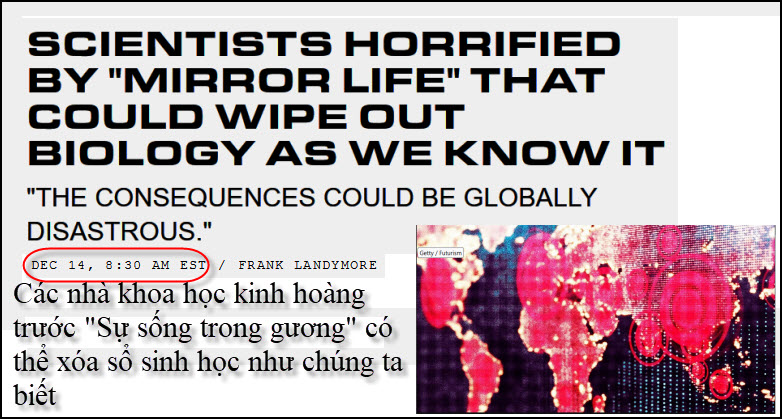 SCIENTISTS HORRIFIED
BY "MIRROR LIFE" THAT
COULD WIPE OUT
BIOLOGY AS WE KNOW IT
"THE CONSEQUENCES COULD BE GLOBALLY
DISASTROUS."
DEC 14, 8:30 AM EST / FRANK LANDYMORE
Getty / Futurism
Các nhà khoa học kinh hoàng
trước "Sự sống trong gương" có
thể xóa sổ sinh học như chúng ta
biết